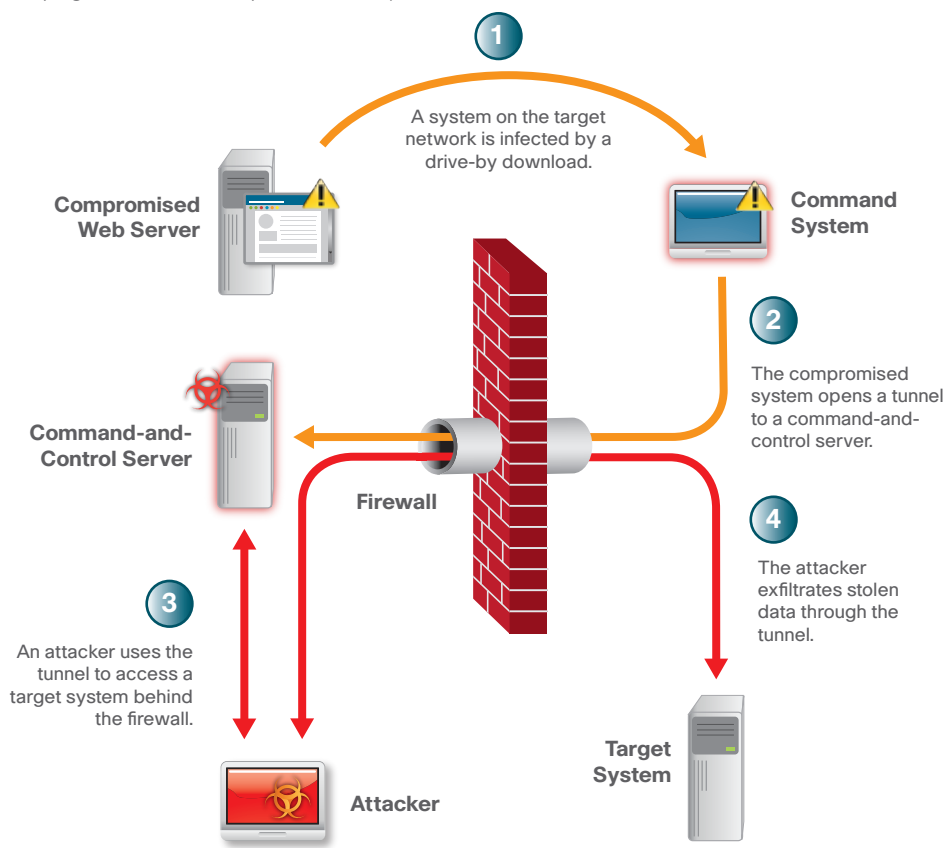 1
A system on the target
network is infected by a
drive-by download.
Compromised
Web Server
Command
System
2
The compromised
system opens a tunnel
to a command-and-
control server.
Command-and-
Control Server
Firewall
4
The attacker
exfiltrates stolen
data through the
tunnel.
3
An attacker uses the
tunnel to access a
target system behind
the firewall.
Target
System
Attacker